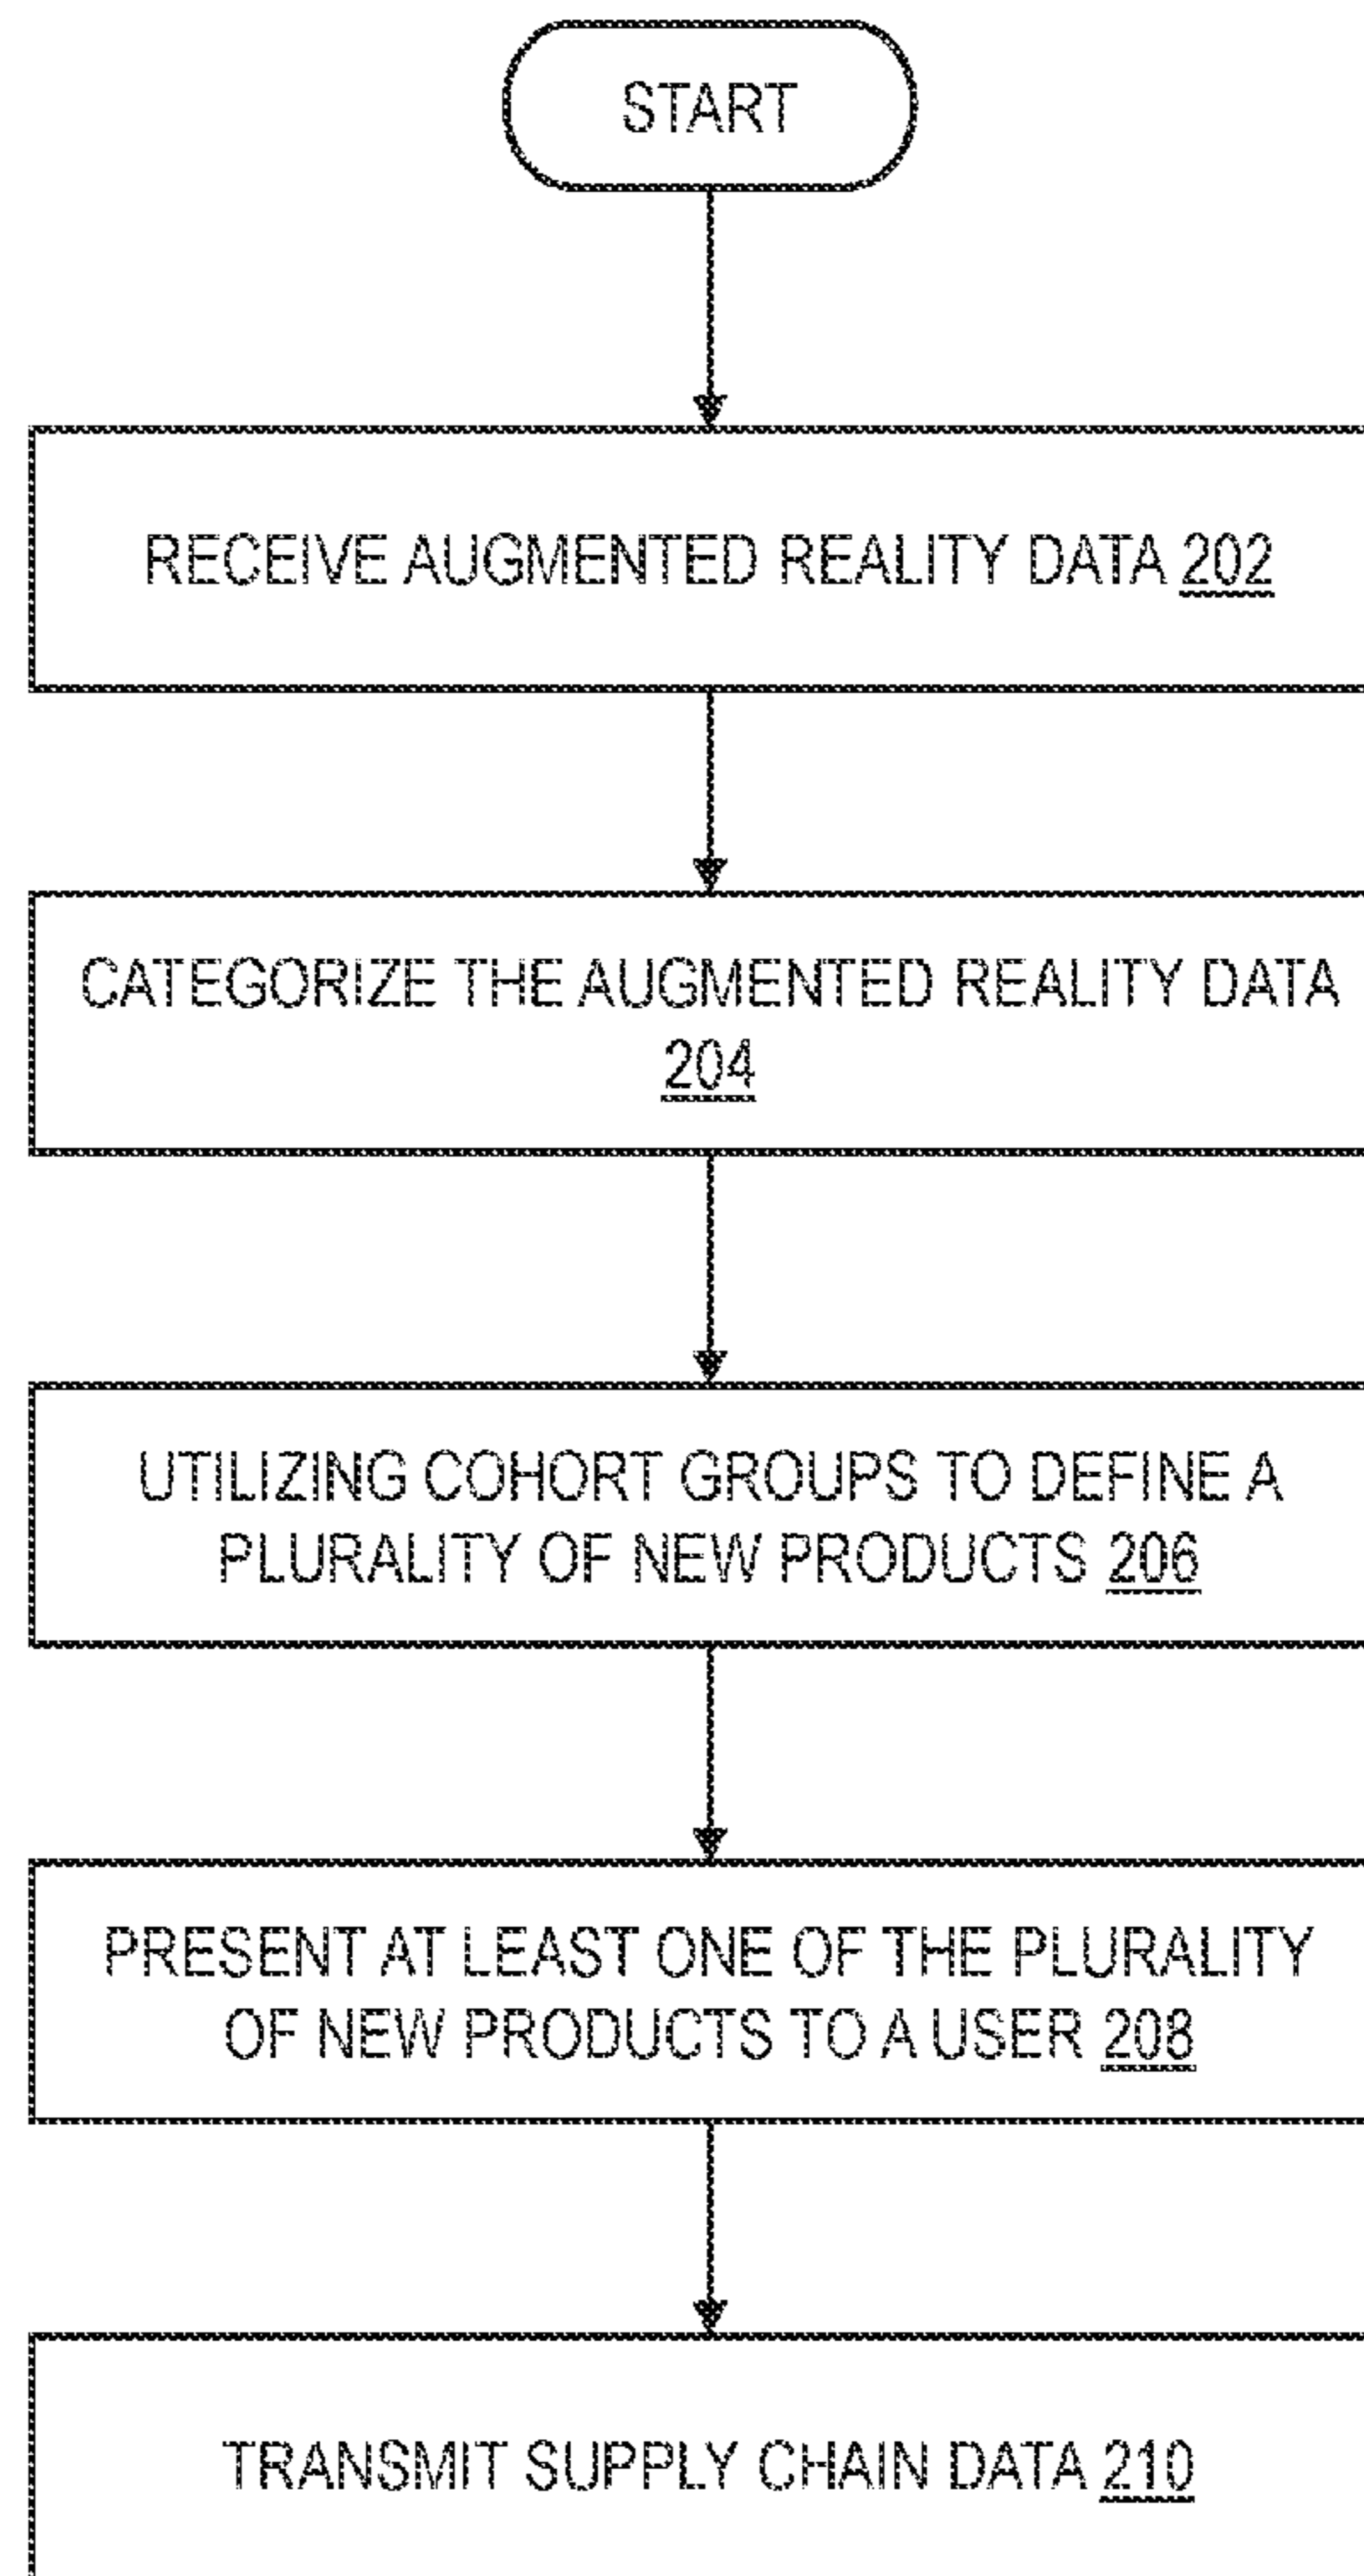 START
RECEIVE AUGMENTED REALITY DATA 202
CATEGORIZE THE AUGMENTED REALITY DATA
204
UTILIZING COHORT GROUPS TO DEFINE A
PLURALITY OF NEW PRODUCTS 206
PRESENT AT LEAST ONE OF THE PLURALITY
OF NEW PRODUCTS TO A USER 208
TRANSMIT SUPPLY CHAIN DATA 210